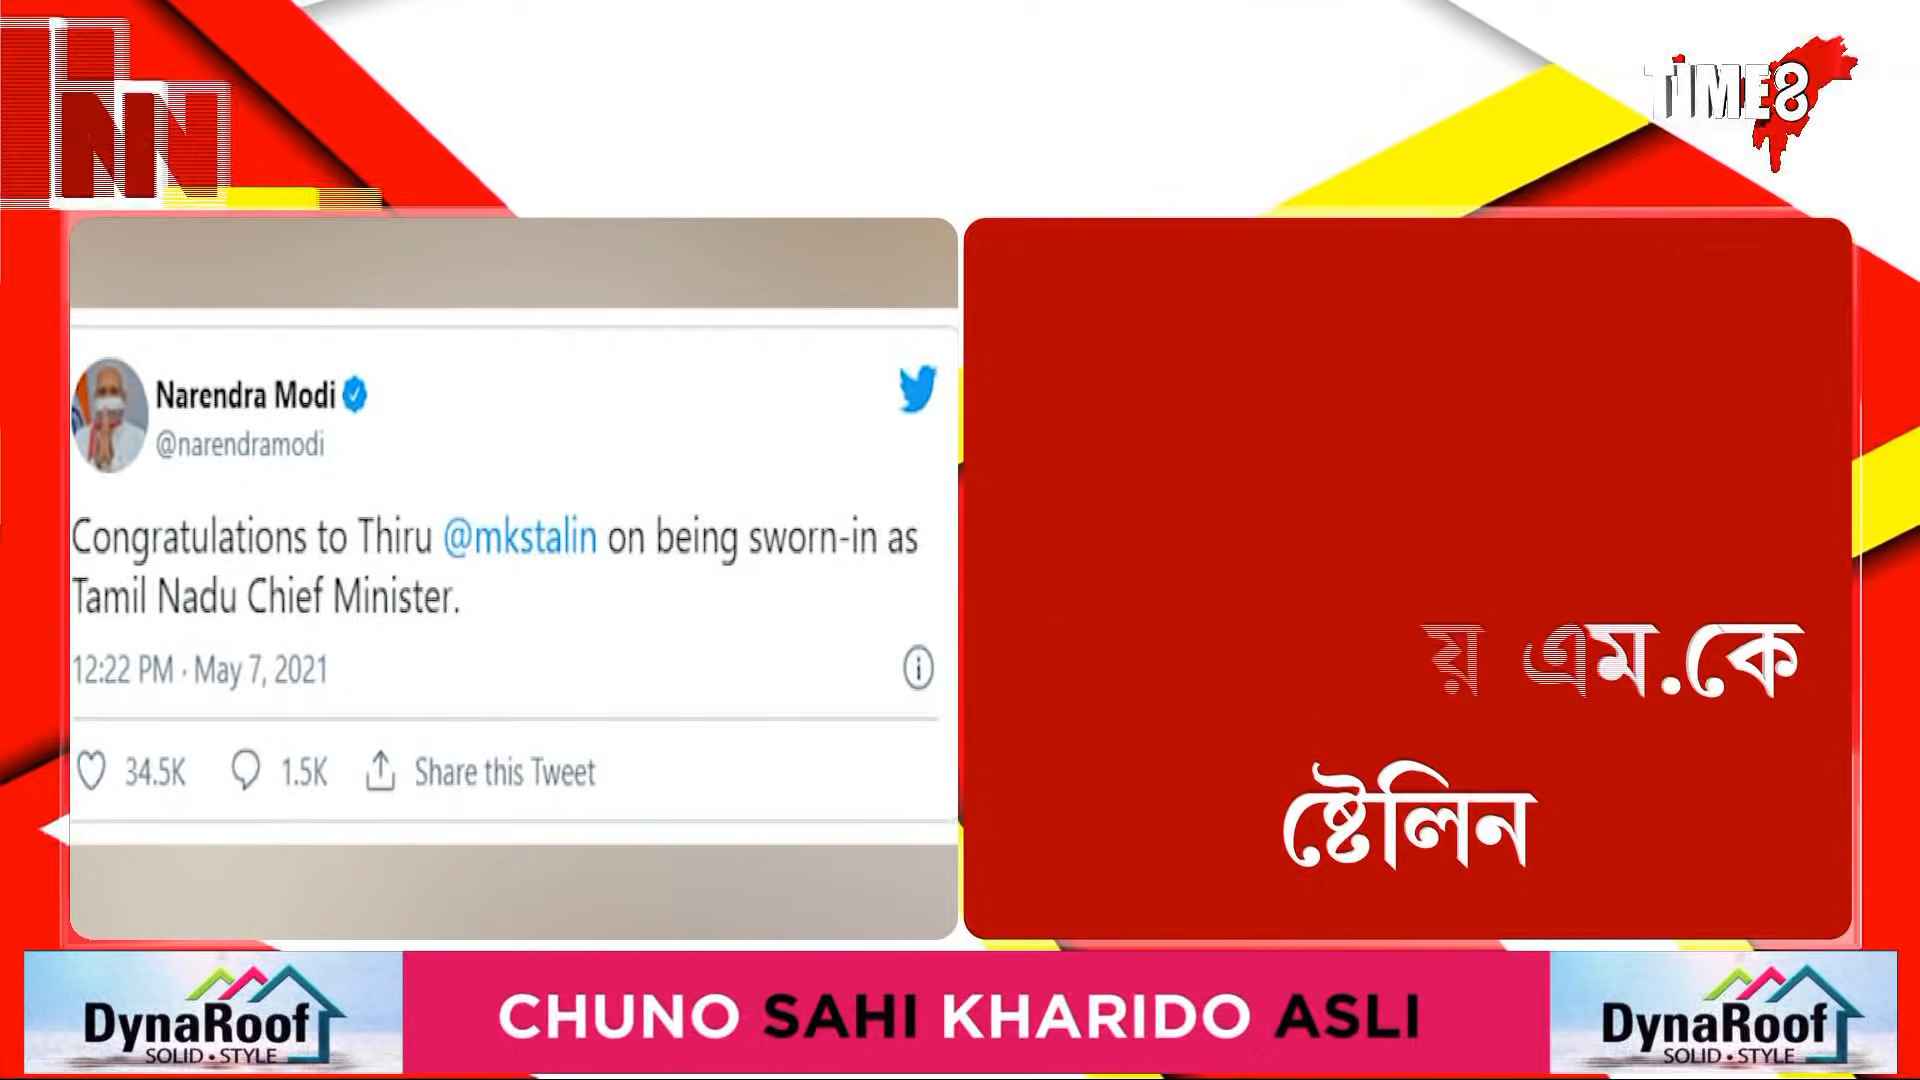 NN
TIME8
Narendra Modi
@narendramodi
Congratulations to Thiru @mkstalin on being sworn-in as
Tamil Nadu Chief Minister.
12:22 PM · May 7, 2021
34.5K 1.5K Share this Tweet
য় এম.কে
ষ্টেলিন
DynaRoof
SOLID • STYLE
CHUNO SAHI KHARIDO ASLI
DynaRoof
SOLID • STYLE